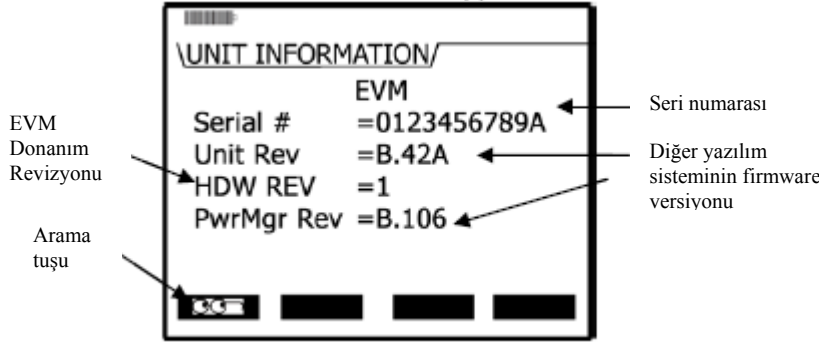 UNIT INFORMATION
EVM
Serial # =0123456789A
Unit Rev =B.42A
HDW REV =1
PwrMgr Rev =B.106
EVM
Donanım
Revizyonu
Arama
tuşu
Seri numarası
Diğer yazılım
sisteminin firmware
versiyonu